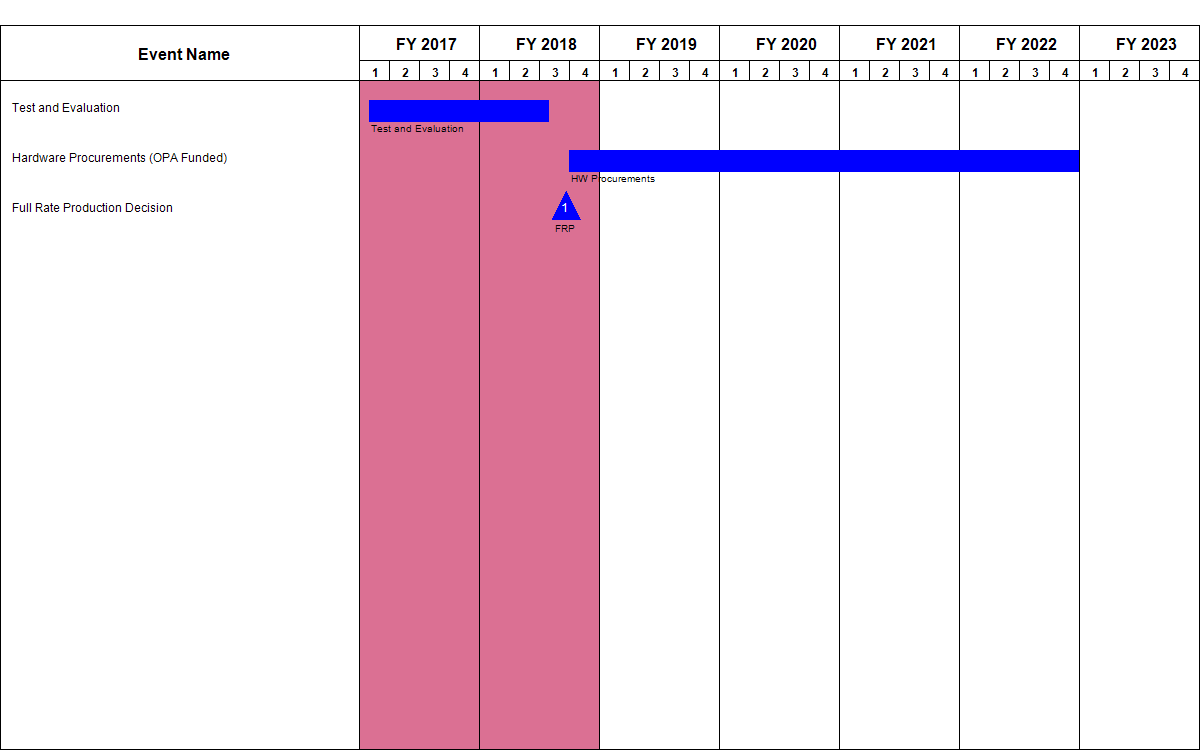 Event Name
FY 2017 FY 2018 FY 2019 FY 2020 FY 2021 FY 2022 FY 2023
1 2 3 4 1 2 3 4 1 2 3 4 1 2 3 4 1 2 3 4 1 2 3 4 1 2 3 4
Test and Evaluation
Test and Evaluation
Hardware Procurements (OPA Funded)
HW Procurements
Full Rate Production Decision
1
FRP